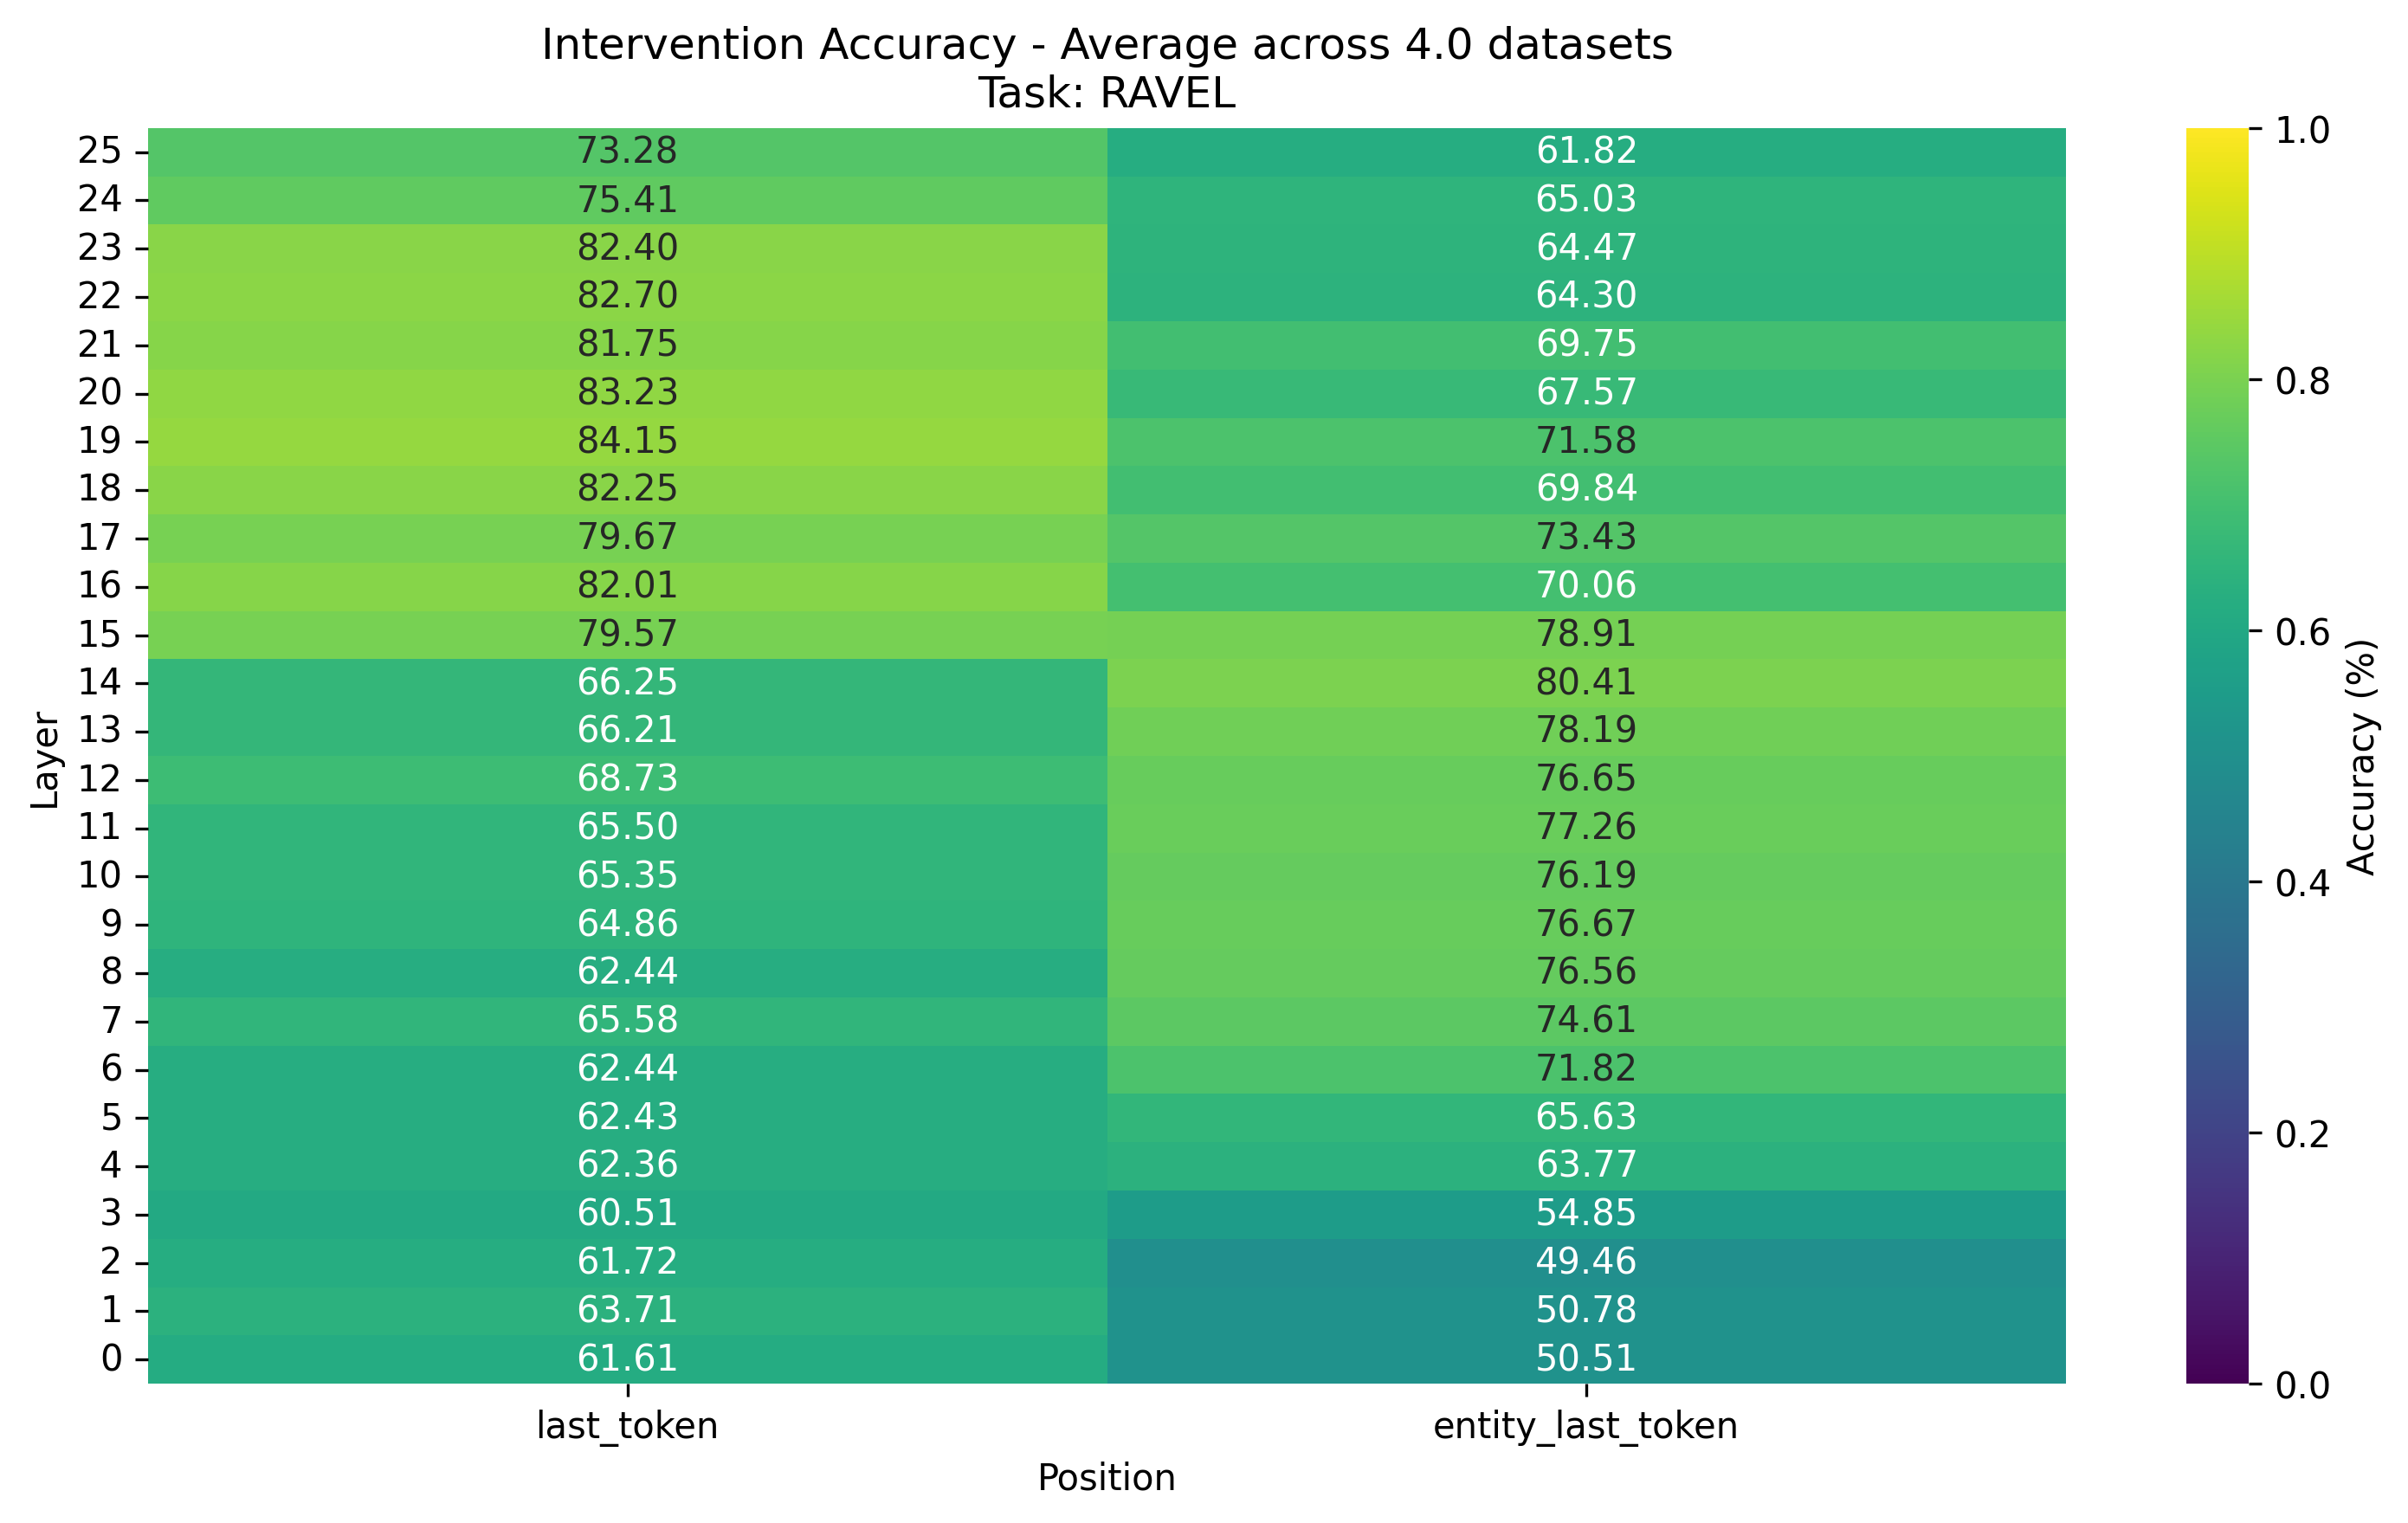 Intervention Accuracy - Average across 4.0 datasets
Task: RAVEL
25 73.28 61.82
24 75.41 65.03
23 82.40 64.47
22 82.70 64.30
21 81.75 69.75
20 83.23 67.57
19 84.15 71.58
18 82.25 69.84
17 79.67 73.43
16 82.01 70.06
15 79.57 78.91
14 66.25 80.41
13 66.21 78.19
12 68.73 76.65
11 65.50 77.26
10 65.35 76.19
9 64.86 76.67
8 62.44 76.56
7 65.58 74.61
6 62.44 71.82
5 62.43 65.63
4 62.36 63.77
3 60.51 54.85
2 61.72 49.46
1 63.71 50.78
0 61.61 50.51
Layer
last_token entity_last_token
Position
1.0
0.8
0.6
0.4
0.2
0.0
Accuracy (%)